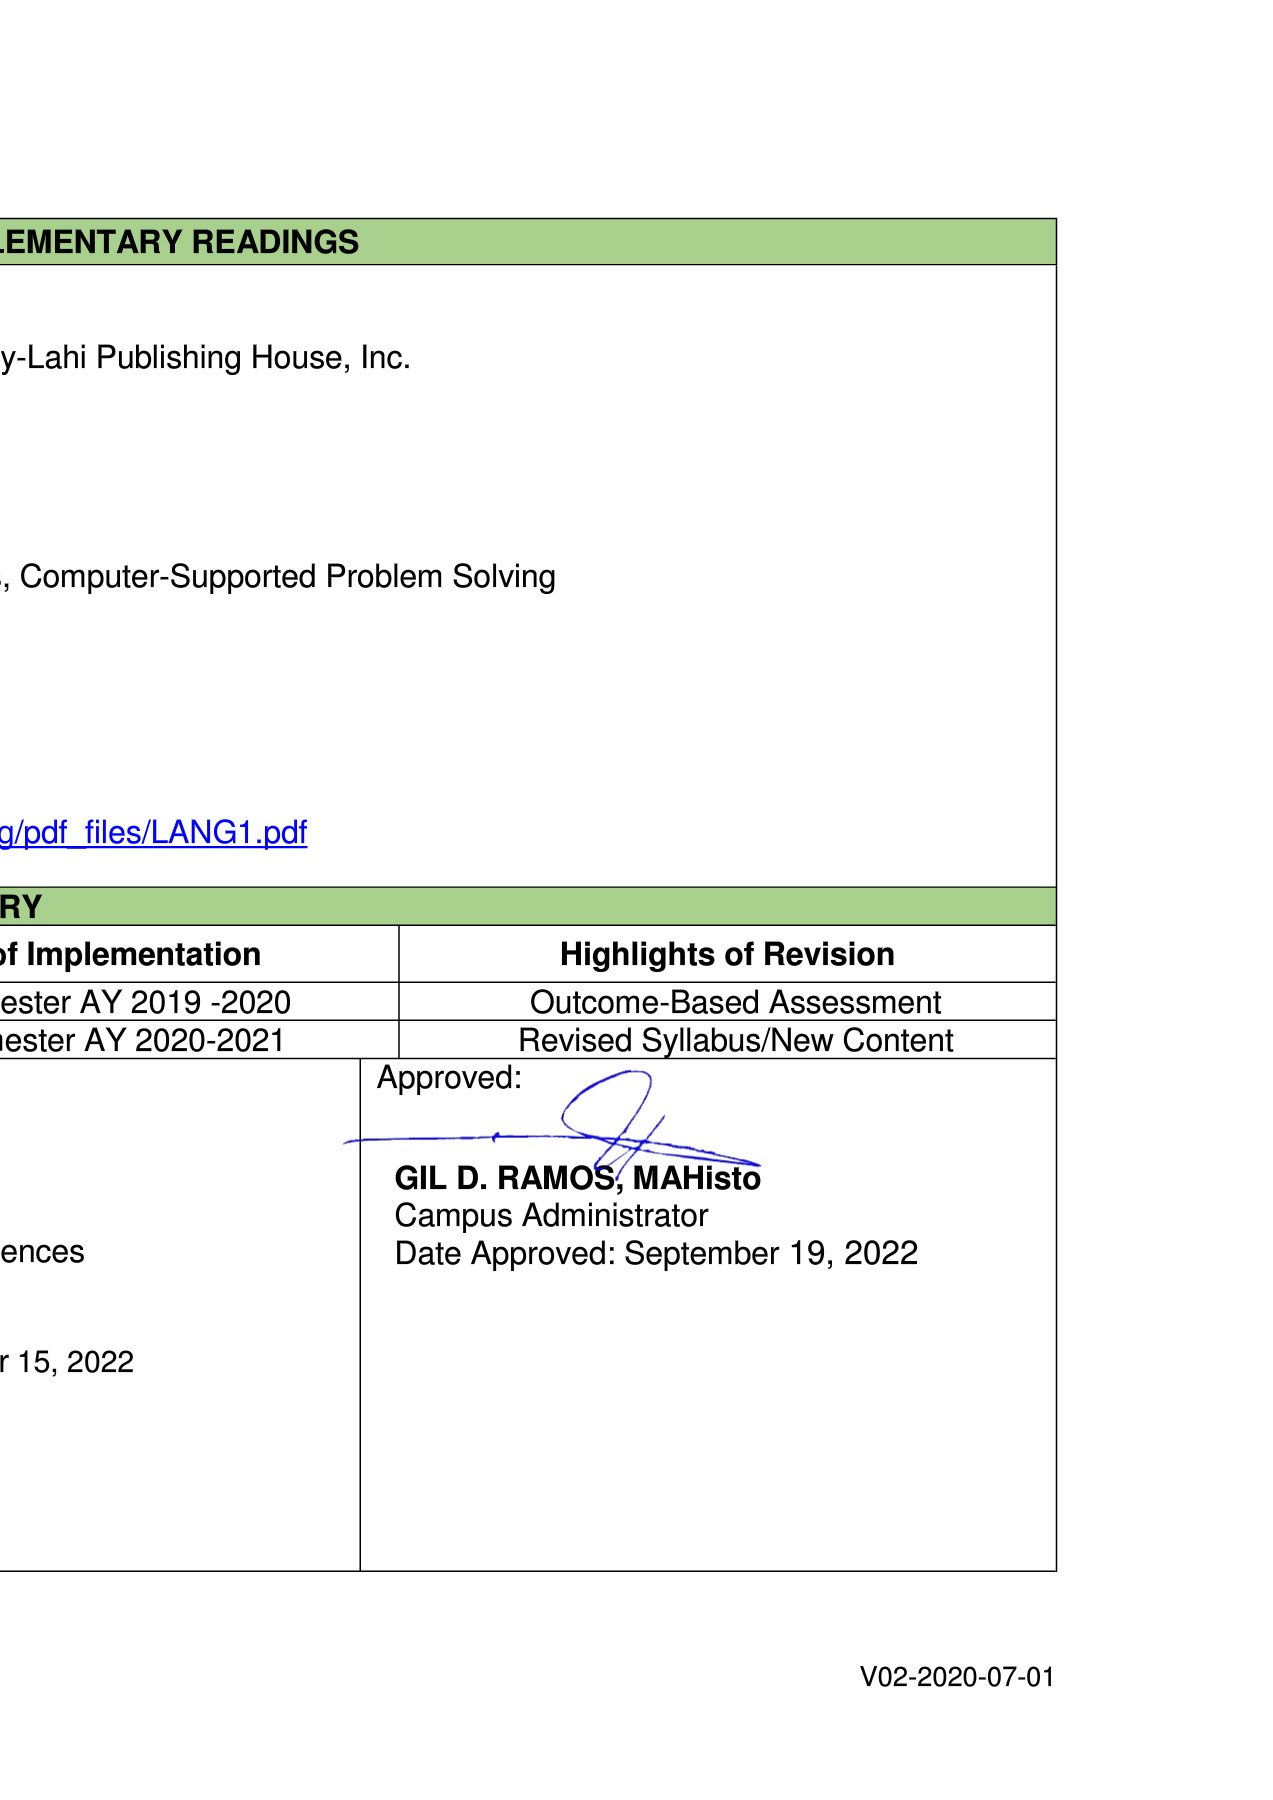 LEMENTARY READINGS
y-Lahi Publishing House, Inc.
, Computer-Supported Problem Solving
g/pdf_files/LANG1.pdf
RY
of Implementation
Highlights of Revision
ester AY 2019 -2020
Outcome-Based Assessment
ester AY 2020-2021
Revised Syllabus/New Content
Approved:
GIL D. RAMOS, MAHisto
Campus Administrator
ences
Date Approved: September 19, 2022
r 15, 2022
V02-2020-07-01